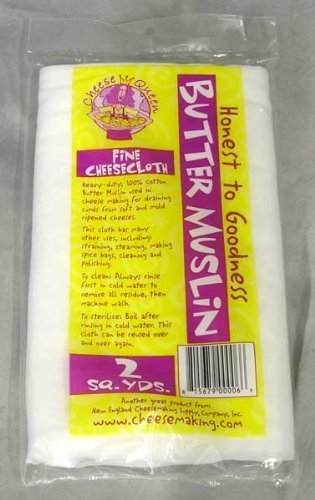 Cheese Queen
Honest to Goodness
BUTTER MUSLIN
FINE
CHEESECLOTH
Heavy-duty, 100% Cotton
Butter Muslin used in
cheese making for draining
curds from soft and mold
ripened cheeses.
This cloth has many
other uses, including:
straining, steaming, making
spice bags, cleaning and
polishing.
To clean: Always rinse
first in cold water to
remove all residue, then
machine wash.
To sterilize: Boil after
rinsing in cold water. This
cloth can be reused over
and over again.
2
SQ. YDS.
15679 00006 6
Another great product from:
New England Cheesemaking Supply, Company, Inc.
www.cheesemaking.com